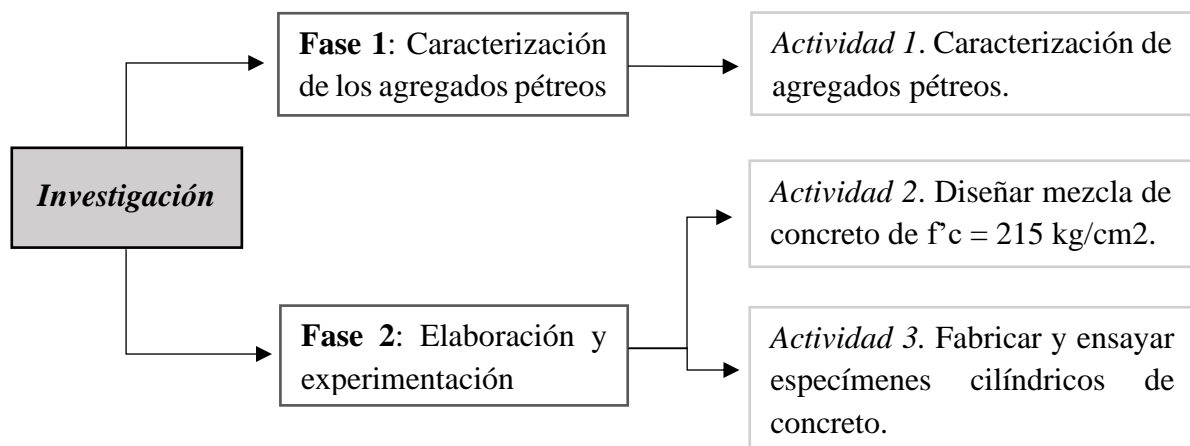 Fase 1: Caracterización
de los agregados pétreos
Actividad 1. Caracterización de
agregados pétreos.
Investigación
Actividad 2. Diseñar mezcla de
concreto de f’c = 215 kg/cm2.
Fase 2: Elaboración y
experimentación
Actividad 3. Fabricar y ensayar
especímenes cilíndricos de
concreto.